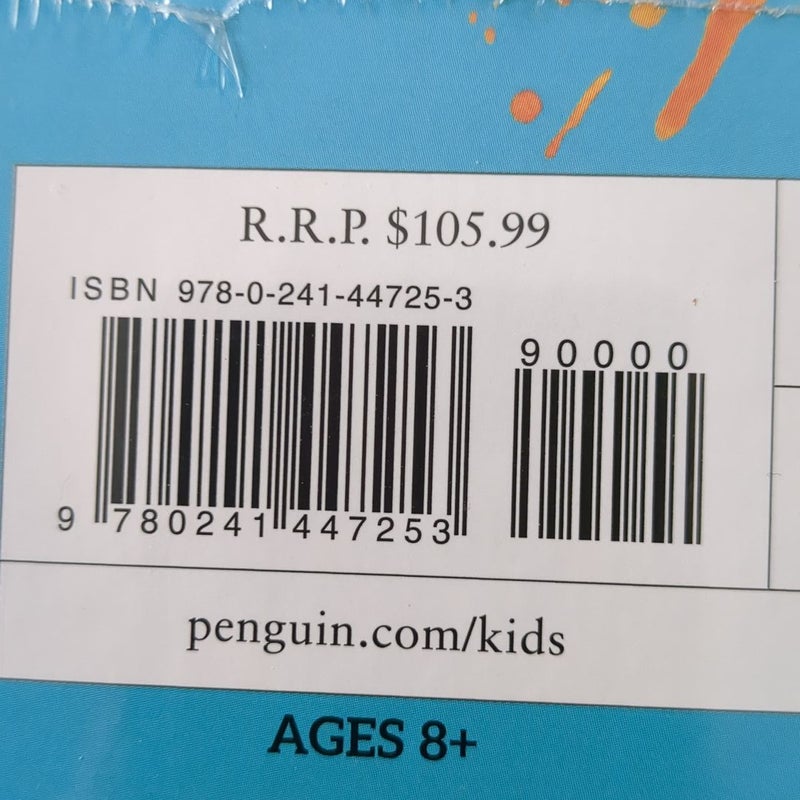 R.R.P. $105.99
ISBN 978-0-241-44725-3
90000
9 780241 447253
penguin.com/kids
AGES 8+